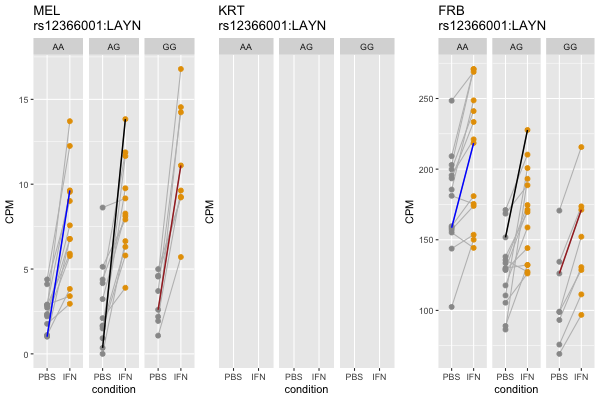 MEL
rs12366001:LAYN
AA AG GG
CPM
15
10
5
0
PBS IFN PBS IFN PBS IFN
condition
KRT
rs12366001:LAYN
AA AG GG
CPM
PBS IFN PBS IFN PBS IFN
condition
FRB
rs12366001:LAYN
AA AG GG
CPM
250
200
150
100
PBS IFN PBS IFN PBS IFN
condition